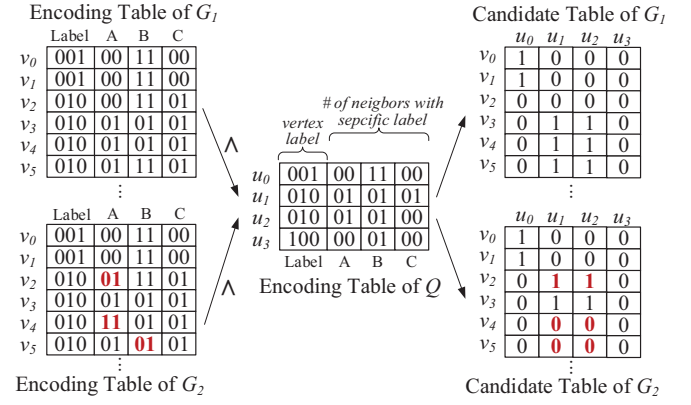 Encoding Table of G1
Label A B C
v0 001 00 11 00
v1 001 00 11 00
v2 010 00 11 01
v3 010 01 01 01
v4 010 01 01 01
v5 010 01 11 01
⋮
Label A B C
v0 001 00 11 00
v1 001 00 11 00
v2 010 01 11 01
v3 010 01 01 01
v4 010 11 01 01
v5 010 01 01 01
⋮
Encoding Table of G2
∧
∧
# of neigbors with
sepcific label
vertex
label
u0 001 00 11 00
u1 010 01 01 01
u2 010 01 01 00
u3 100 00 01 00
Label A B C
Encoding Table of Q
Candidate Table of G1
u0 u1 u2 u3
v0 1 0 0 0
v1 1 0 0 0
v2 0 0 0 0
v3 0 1 1 0
v4 0 1 1 0
v5 0 1 1 0
⋮
u0 u1 u2 u3
v0 1 0 0 0
v1 1 0 0 0
v2 0 1 1 0
v3 0 1 1 0
v4 0 0 0 0
v5 0 0 0 0
⋮
Candidate Table of G2